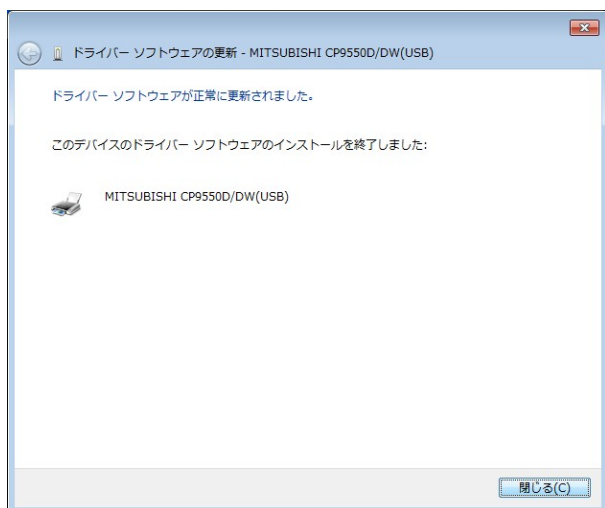 ドライバー ソフトウェアの更新 - MITSUBISHI CP9550D/DW(USB)
ドライバー ソフトウェアが正常に更新されました。
このデバイスのドライバー ソフトウェアのインストールを終了しました:
MITSUBISHI CP9550D/DW(USB)
閉じる(C)